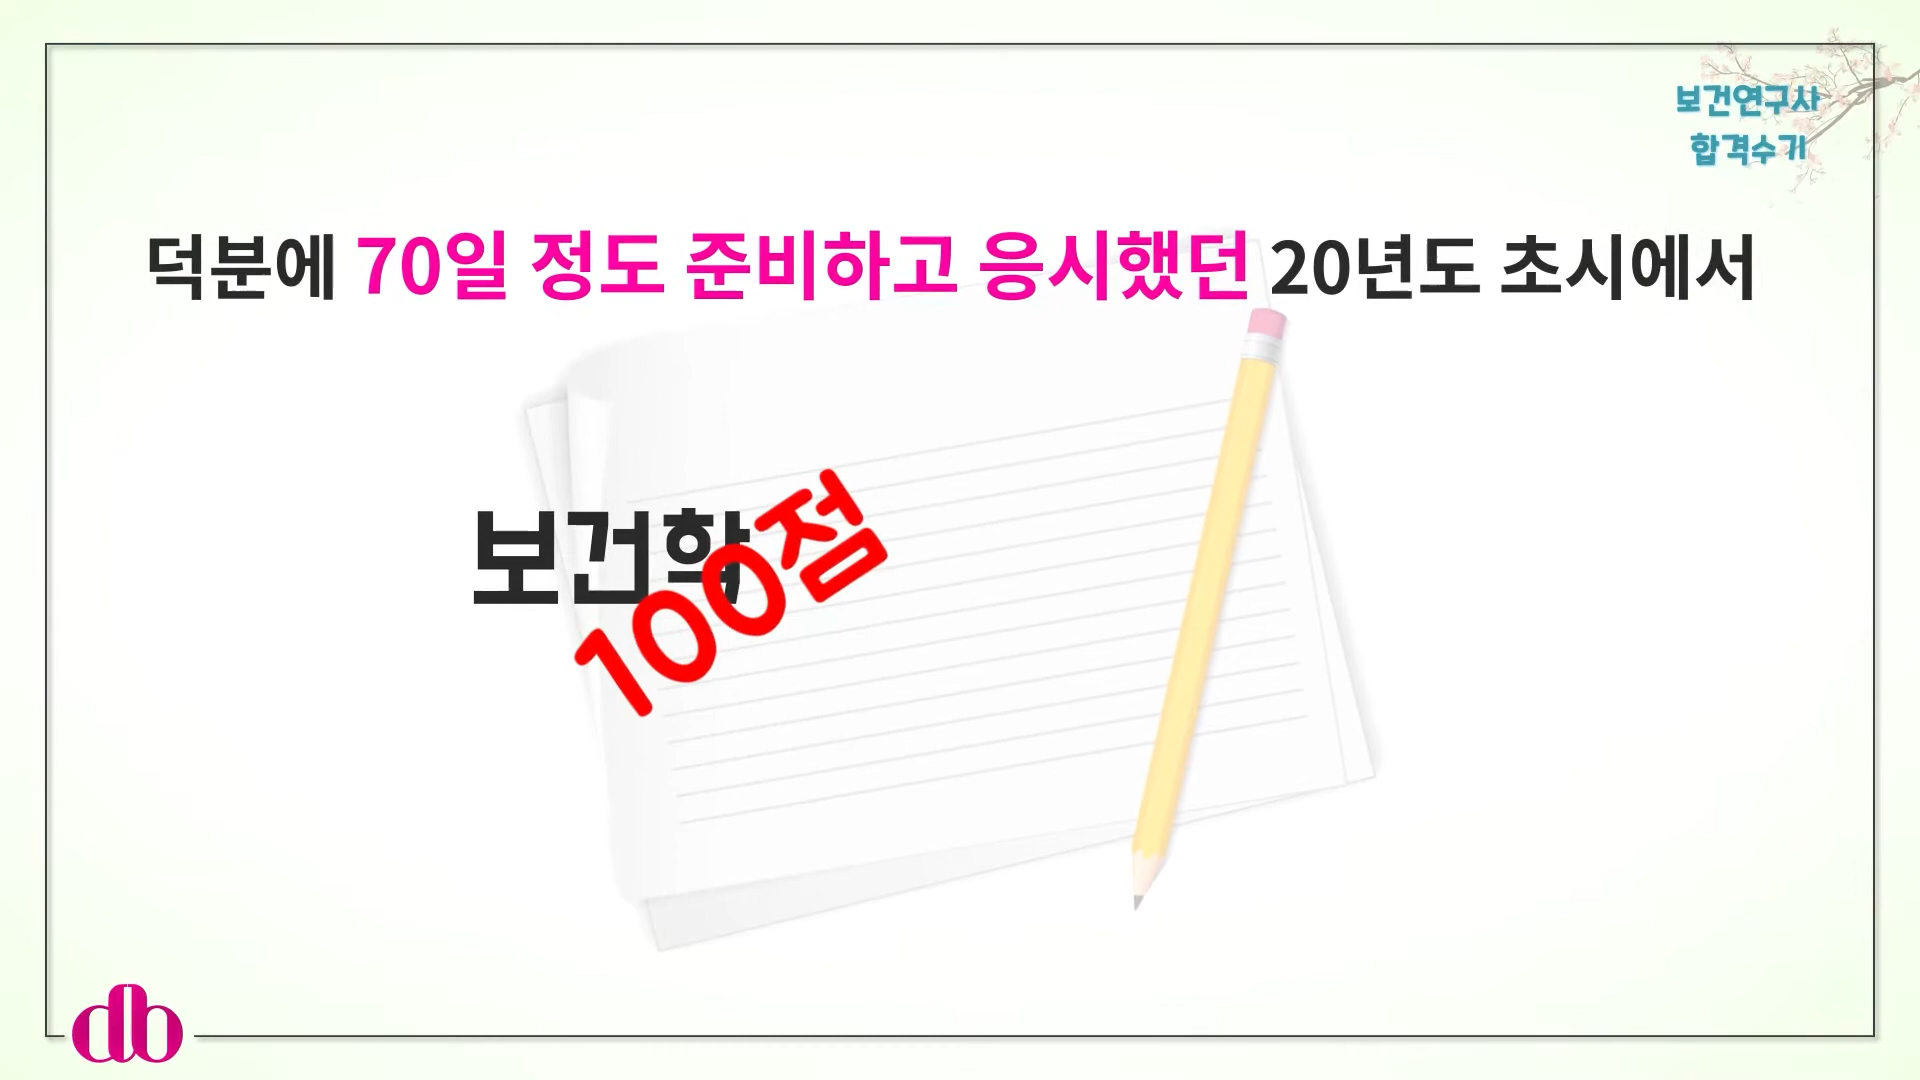 보건연구사
합격수기
덕분에 70일 정도 준비하고 응시했던 20년도 초시에서
보건학
100점
db